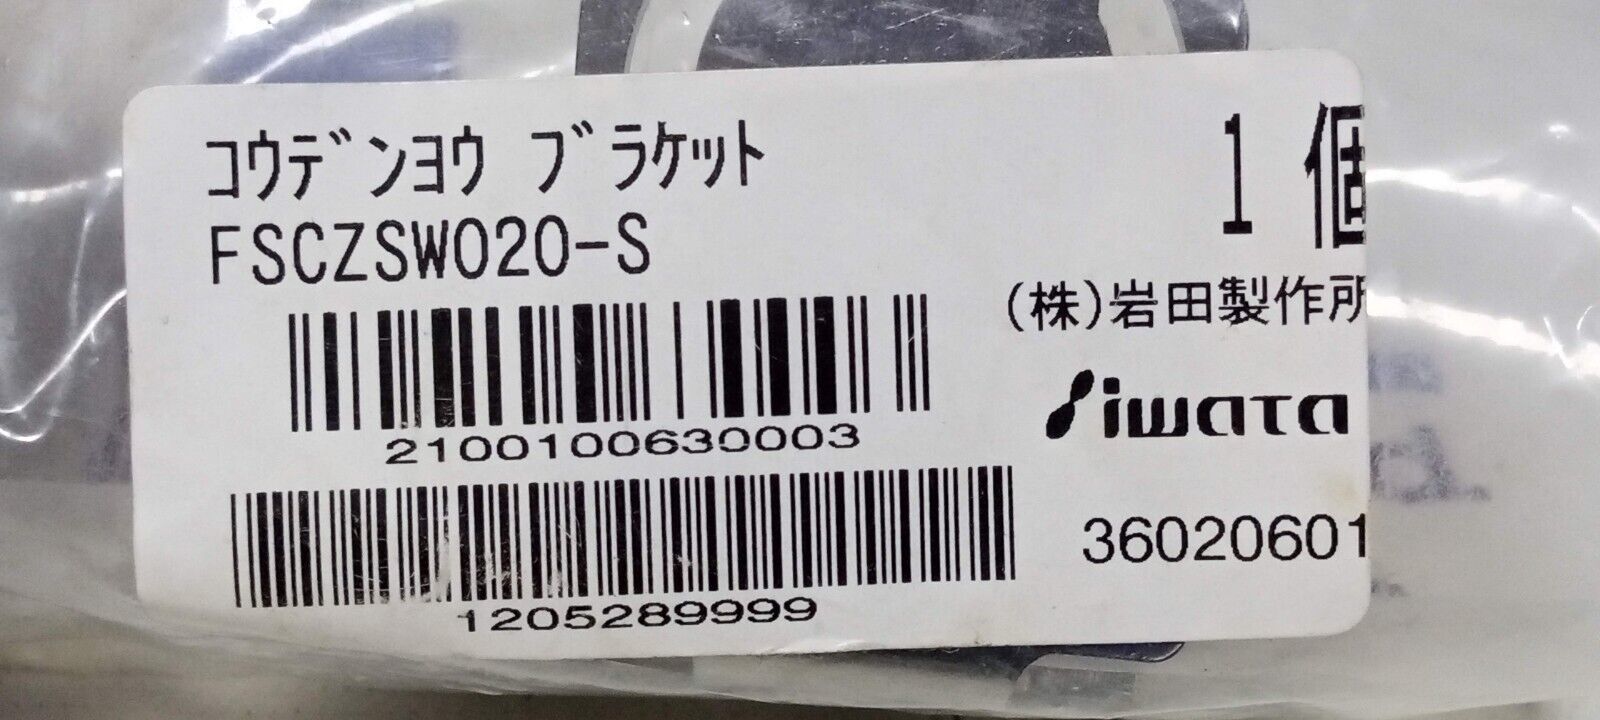 コウデンヨウ ブラケット
FSCZSW020-S
1 個
(株)岩田製作所
iwata
2100100630003
1205289999
36020601